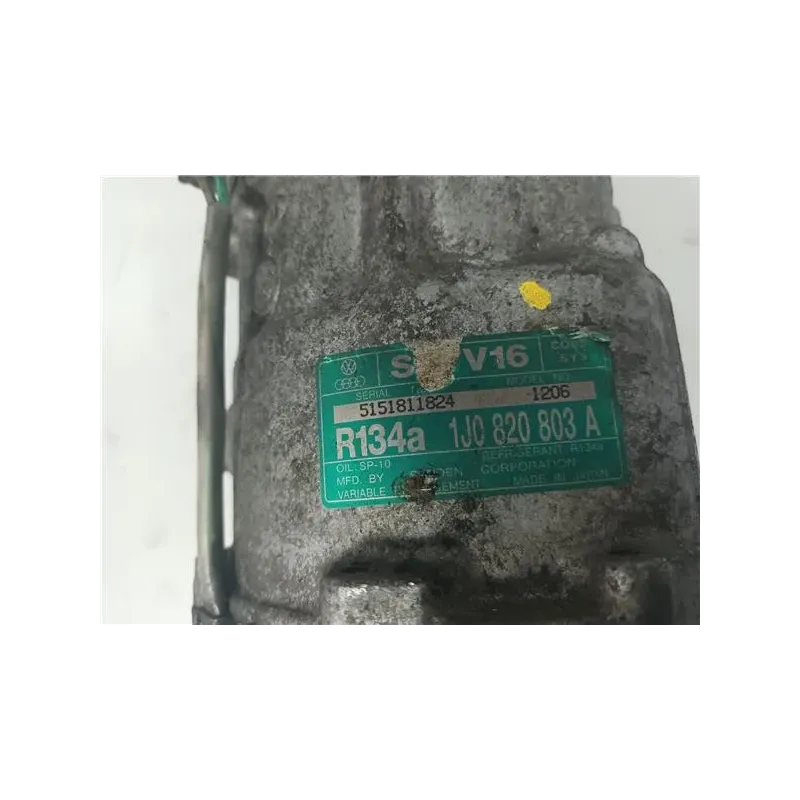 V16
SERIAL MODEL NO.
5151811824 1206
R134a 1J0 820 803 A
OIL: SP-10 REFRIGERANT: R134a
MFD. BY CORPORATION
VARIABLE MADE IN JAPAN